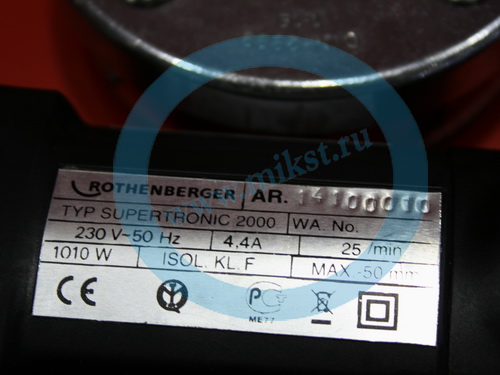 ROTHENBERGER AR. 14100000
TYP SUPERTRONIC 2000 WA. No.
230 V~50 Hz 4,4A 25/min
1010 W ISOL. KL. F MAX.-50 mm
CE
ME77
www.mikst.ru